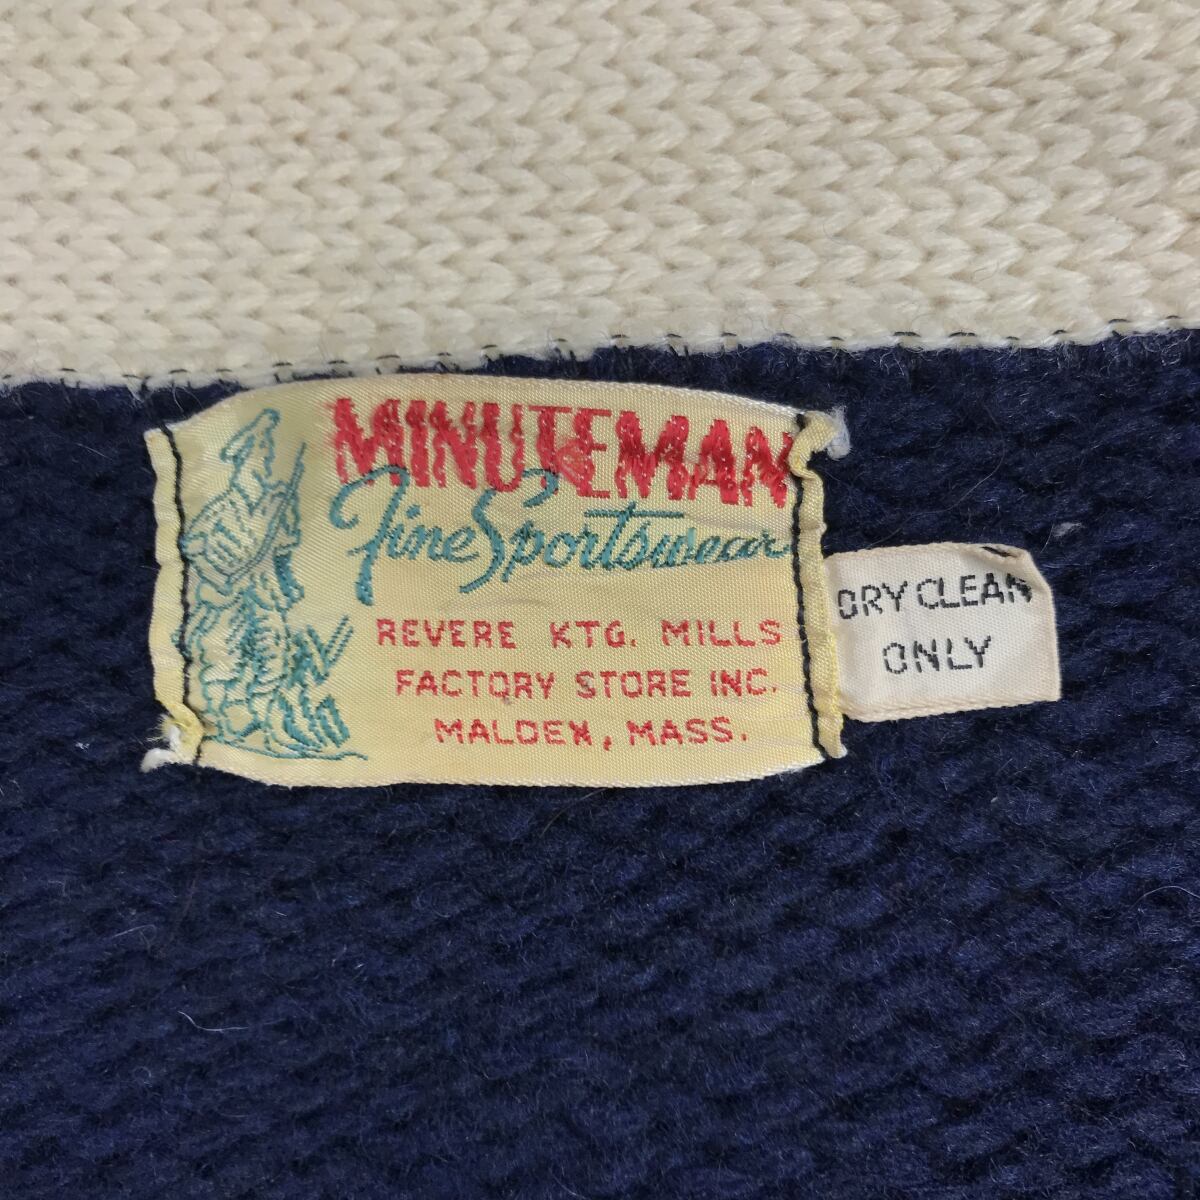 MINUTEMAN
Fine Sportswear
REVERE KTG. MILLS
FACTORY STORE INC.
MALDEN, MASS.
DRY CLEAN
ONLY